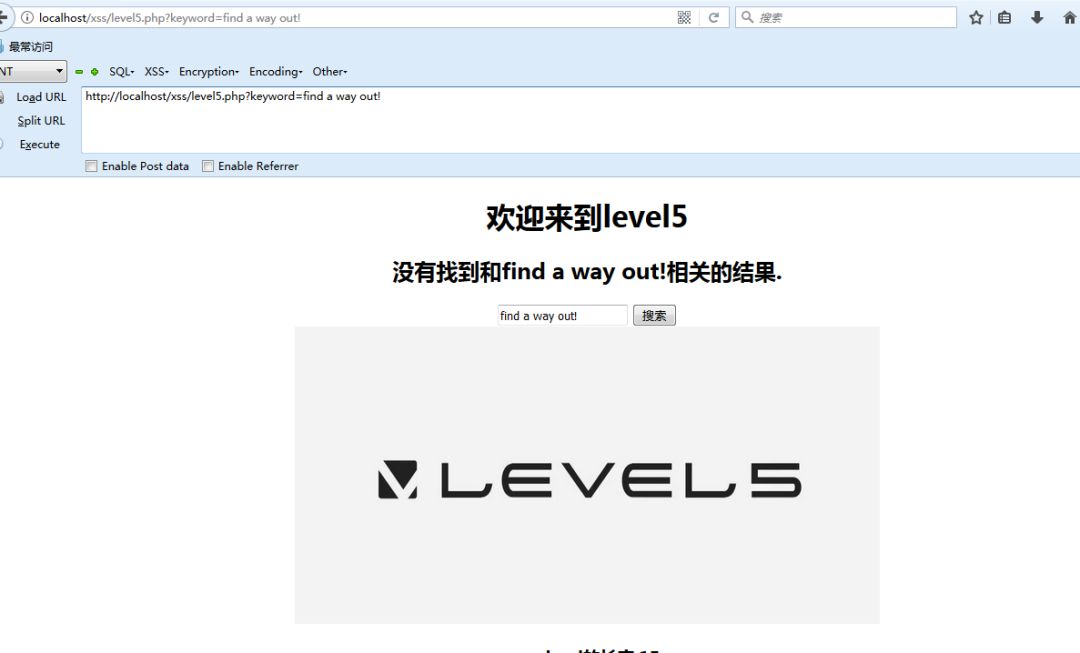 localhost/xss/level5.php?keyword=find a way out!
搜索
最常访问
NT SQL- XSS- Encryption- Encoding- Other-
Load URL
http://localhost/xss/level5.php?keyword=find a way out!
Split URL
Execute
Enable Post data Enable Referrer
欢迎来到level5
没有找到和find a way out!相关的结果.
find a way out! 搜索
LEVEL5